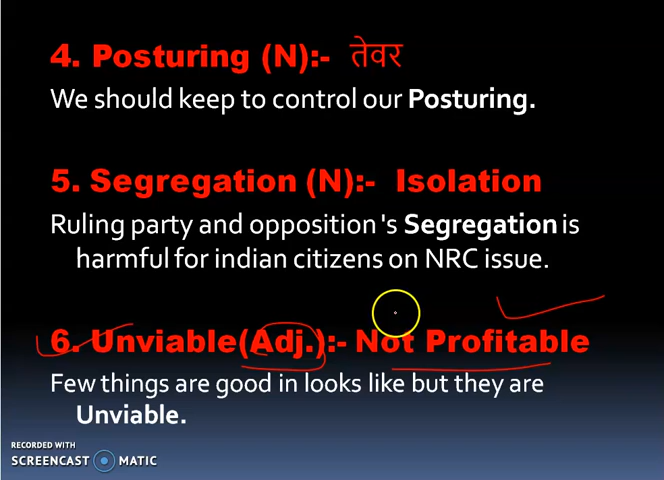 4. Posturing (N):- तेवर
We should keep to control our Posturing.
5. Segregation (N):- Isolation
Ruling party and opposition 's Segregation is
harmful for indian citizens on NRC issue.
6. Unviable(Adj.):- Not Profitable
Few things are good in looks like but they are
Unviable.
RECORDED WITH
SCREENCAST MATIC